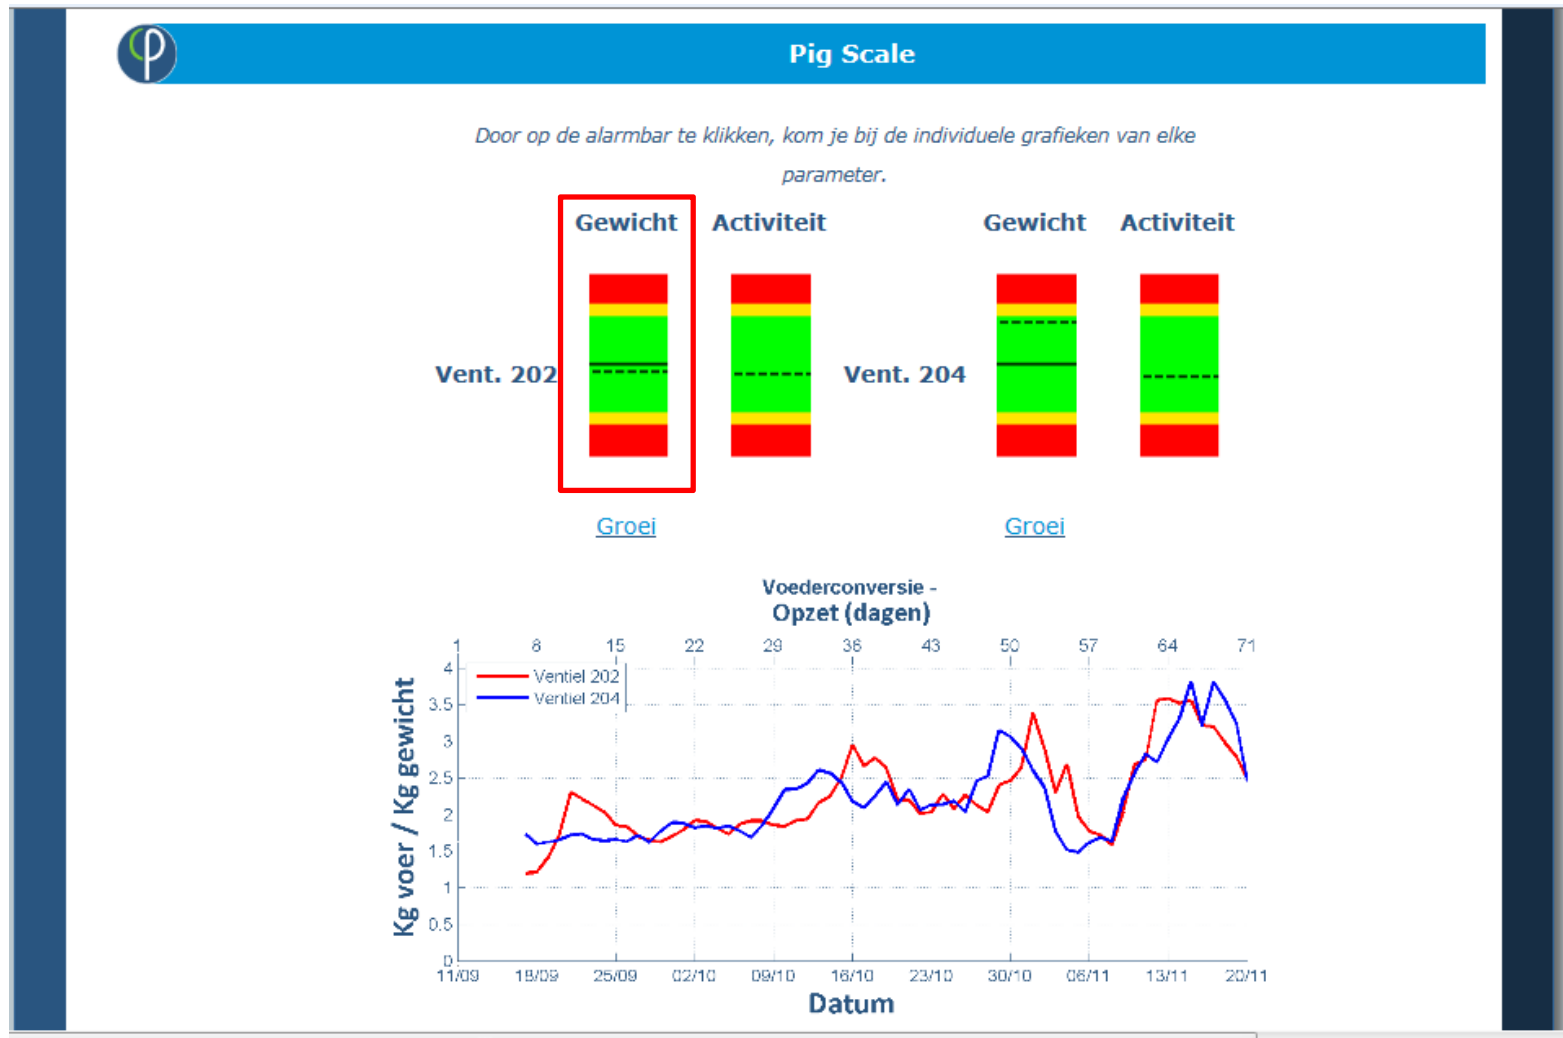 Pig Scale
Door op de alarmbar te klikken, kom je bij de individuele grafieken van elke
parameter.
Gewicht Activiteit Gewicht Activiteit
Vent. 202 Vent. 204
Groei Groei
Voederconversie -
Opzet (dagen)
1 8 15 22 29 36 43 50 57 64 71
Ventiel 202
Ventiel 204
Kg voer / Kg gewicht
4
3.5
3
2.5
2
1.5
1
0.5
0
11/09 18/09 25/09 02/10 09/10 16/10 23/10 30/10 06/11 13/11 20/11
Datum